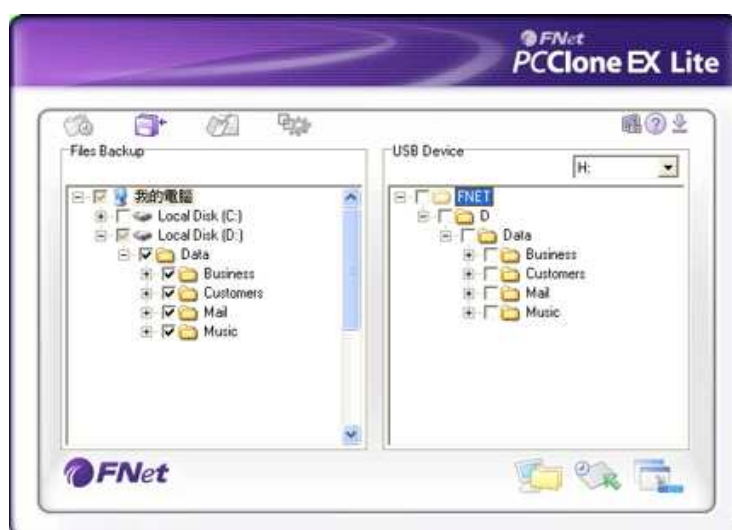 FNet
PCClone EX Lite
Files Backup
USB Device
H:
我的電腦
Local Disk (C:)
Local Disk (D:)
Data
Business
Customers
Mail
Music
FNET
D
Data
Business
Customers
Mail
Music
FNet